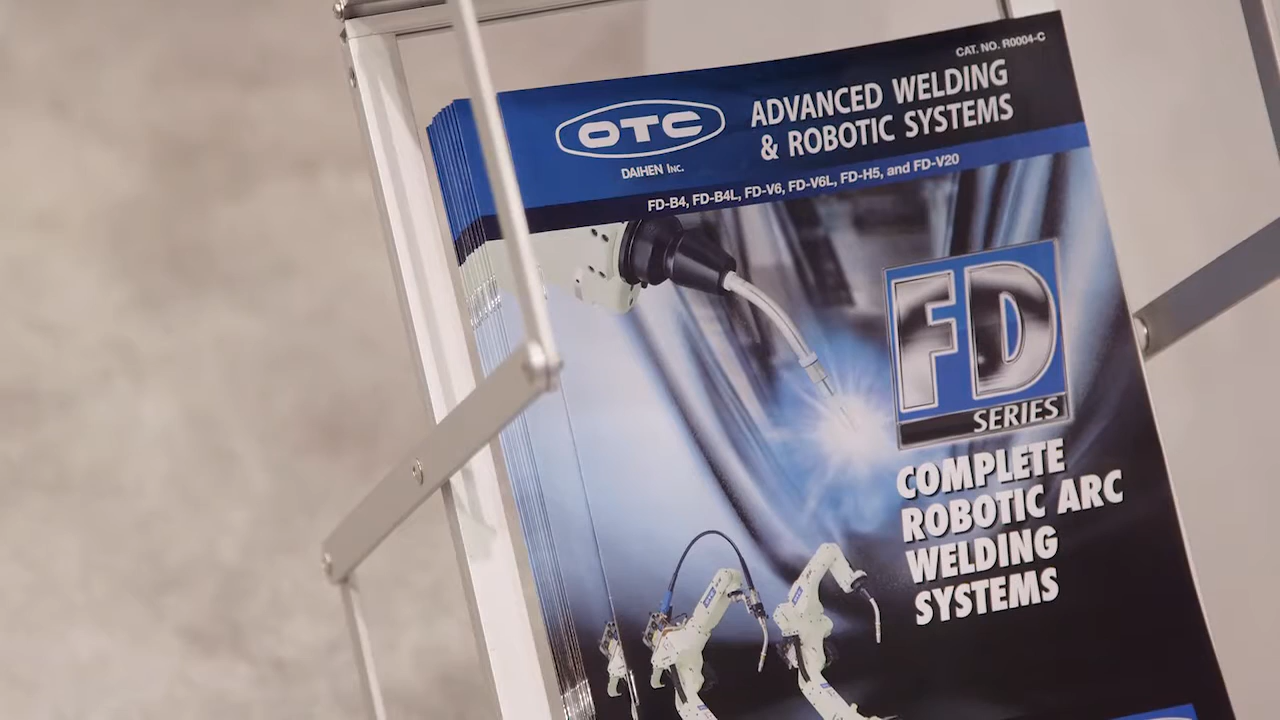 CAT. NO. R0004-C
OTC
DAIHEN INC.
ADVANCED WELDING
& ROBOTIC SYSTEMS
FD-B4, FD-B4L, FD-V6, FD-V6L, FD-H5, and FD-V20
FD
SERIES
COMPLETE
ROBOTIC ARC
WELDING
SYSTEMS
OTC